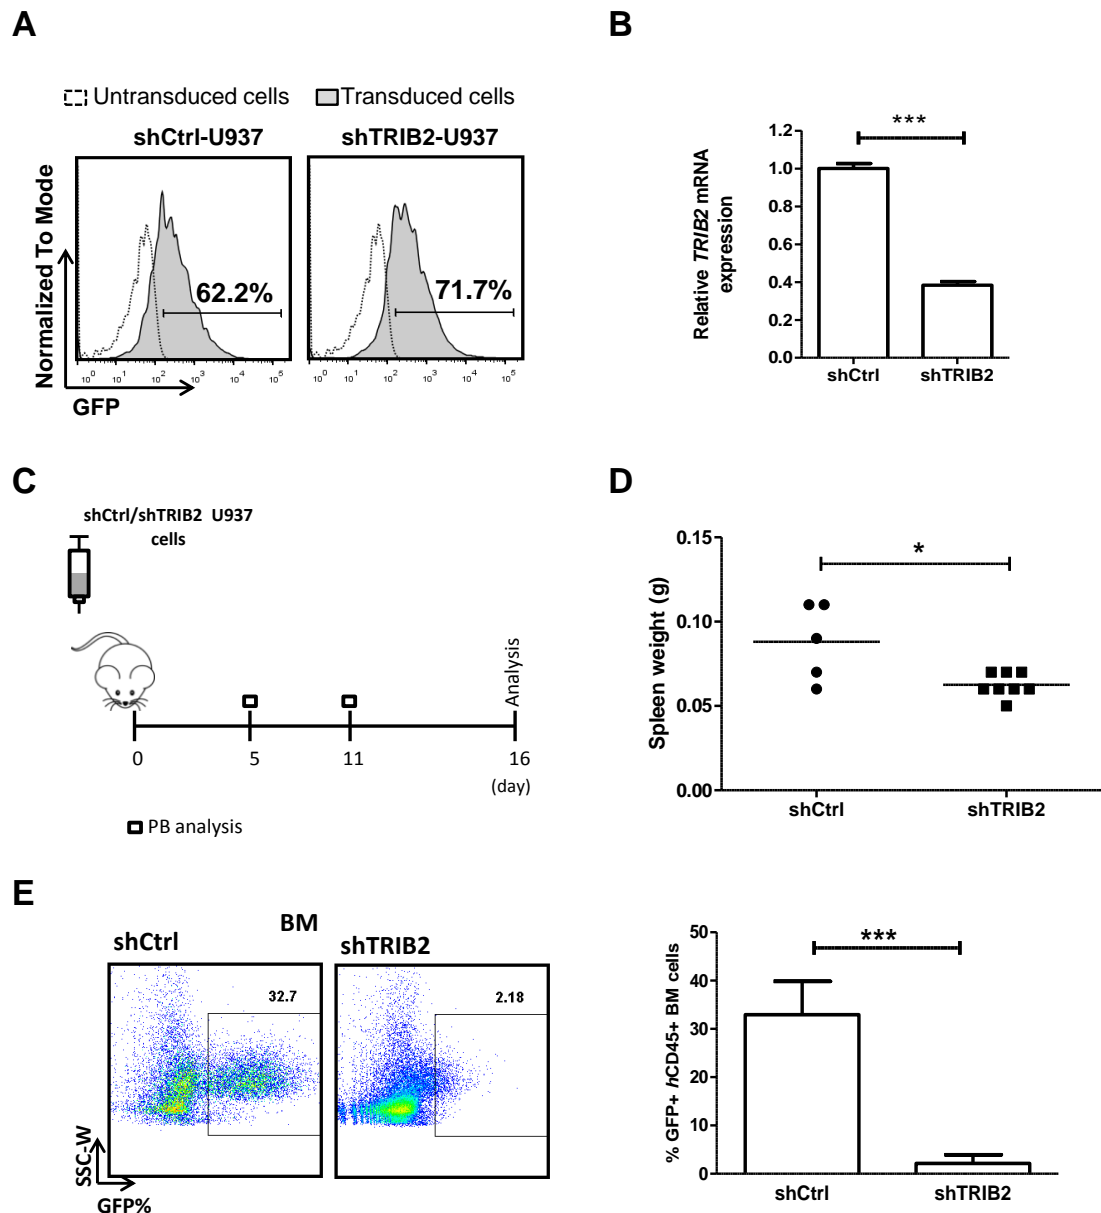 A
Untransduced cells Transduced cells
shCtrl-U937 shTRIB2-U937
Normalized To Mode
62.2% 71.7%
10^0 10^1 10^2 10^3 10^4 10^5 10^0 10^1 10^2 10^3 10^4 10^5
GFP
B
Relative TRIB2 mRNA
expression
***
1.2
1.0
0.8
0.6
0.4
0.2
0.0
shCtrl shTRIB2
C
shCtrl/shTRIB2 U937
cells
Analysis
0 5 11 16
(day)
PB analysis
D
Spleen weight (g)
*
0.15
0.10
0.05
0.00
shCtrl shTRIB2
E
BM
shCtrl shTRIB2
32.7 2.18
SSC-W
GFP%
% GFP+ hCD45+ BM cells
***
50
40
30
20
10
0
shCtrl shTRIB2